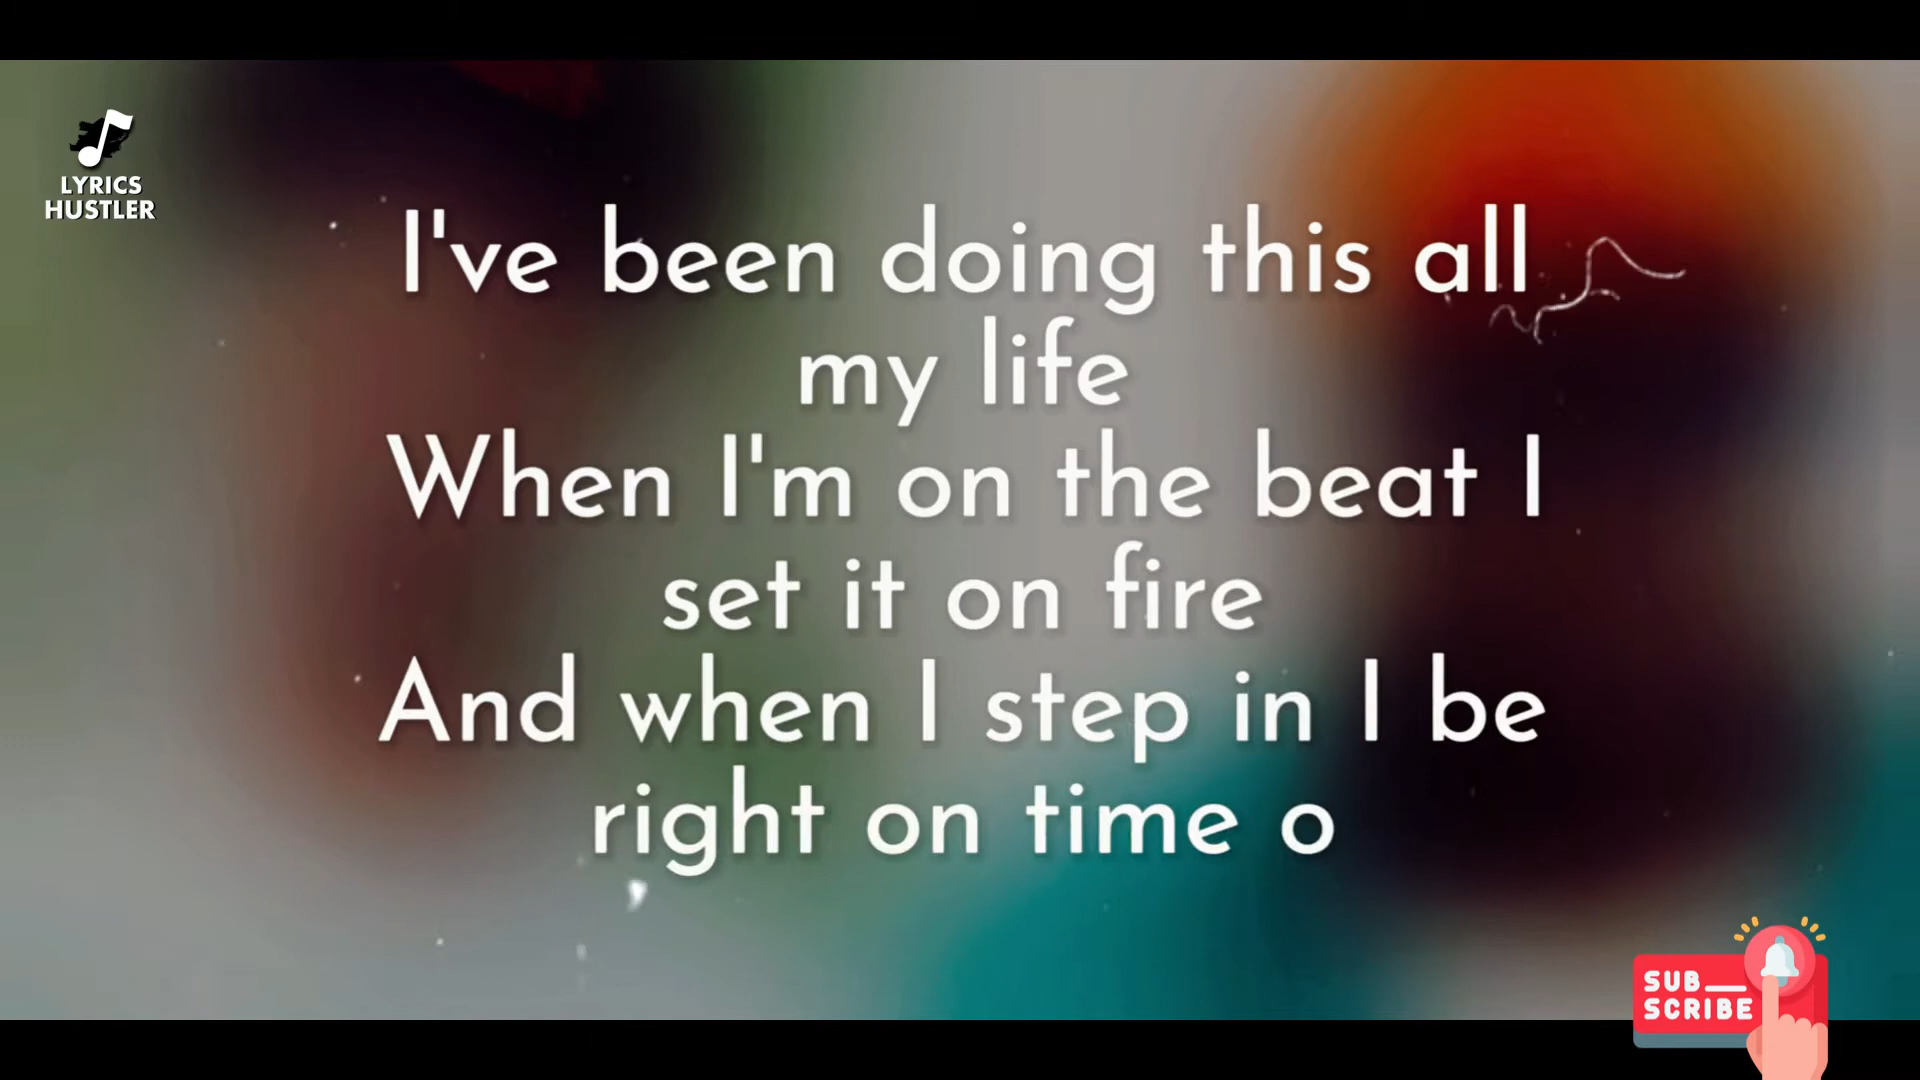 LYRICS
HUSTLER
I've been doing this all
my life
When I'm on the beat I
set it on fire
And when I step in I be
right on time o
SUB
SCRIBE